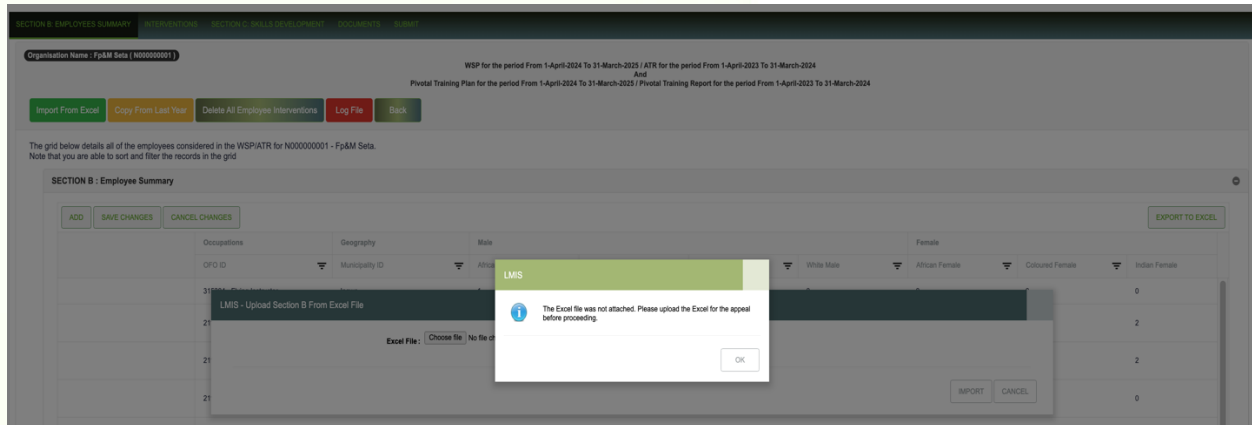 SECTION B: EMPLOYEES SUMMARY INTERVENTIONS SECTION C: SKILLS DEVELOPMENT DOCUMENTS SUBMIT
Organisation Name : Fp&M Seta ( N000000001 )
WSP for the period From 1-April-2024 To 31-March-2025 / ATR for the period From 1-April-2023 To 31-March-2024
And
Pivotal Training Plan for the period From 1-April-2024 To 31-March-2025 / Pivotal Training Report for the period From 1-April-2023 To 31-March-2024
Import From Excel Copy From Last Year Delete All Employee Interventions Log File Back
The grid below details all of the employees considered in the WSP/ATR for N000000001 - Fp&M Seta.
Note that you are able to sort and filter the records in the grid
SECTION B : Employee Summary
ADD SAVE CHANGES CANCEL CHANGES EXPORT TO EXCEL
Occupations Geography Male Female
OFO ID Municipality ID White Male African Female Coloured Female Indian Female
LMIS
0
LMIS - Upload Section B From Excel File
The Excel file was not attached. Please upload the Excel for the appeal
before proceeding.
21 2
Excel File : Choose file No file ch
OK
21 2
IMPORT CANCEL
21 0